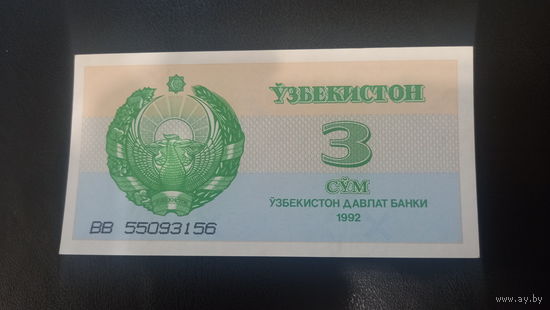 ЎЗБЕКИСТОН
3
СЎМ
ЎЗБЕКИСТОН ДАВЛАТ БАНКИ
1992
ВВ 55093156
www.ay.by